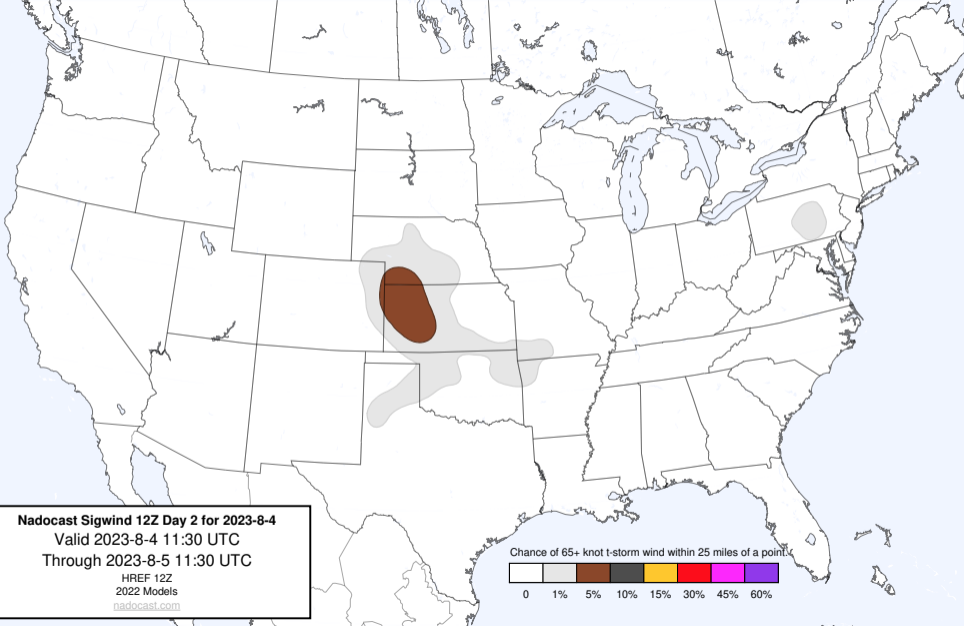 Nadocast Sigwind 12Z Day 2 for 2023-8-4
Valid 2023-8-4 11:30 UTC
Through 2023-8-5 11:30 UTC
HREF 12Z
2022 Models
nadocast.com
Chance of 65+ knot t-storm wind within 25 miles of a point.
0 1% 5% 10% 15% 30% 45% 60%